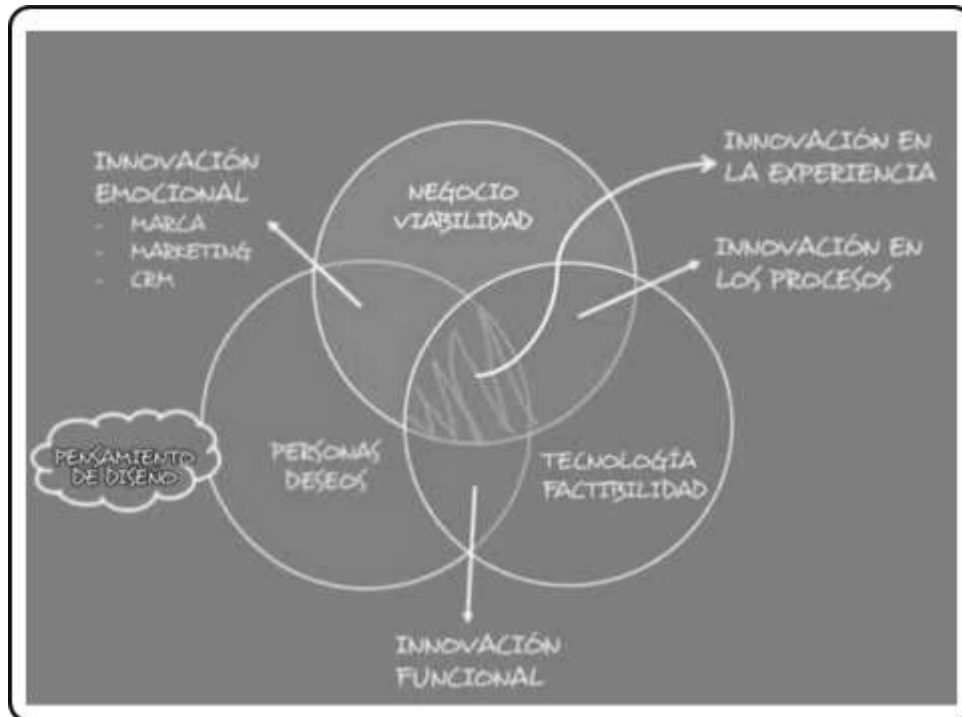 INNOVACIÓN
EMOCIONAL
- MARCA
- MARKETING
- CRM
NEGOCIO
VIABILIDAD
INNOVACIÓN EN
LA EXPERIENCIA
INNOVACIÓN EN
LOS PROCESOS
PENSAMIENTO
DE DISEÑO
PERSONAS
DESEOS
TECNOLOGÍA
FACTIBILIDAD
INNOVACIÓN
FUNCIONAL